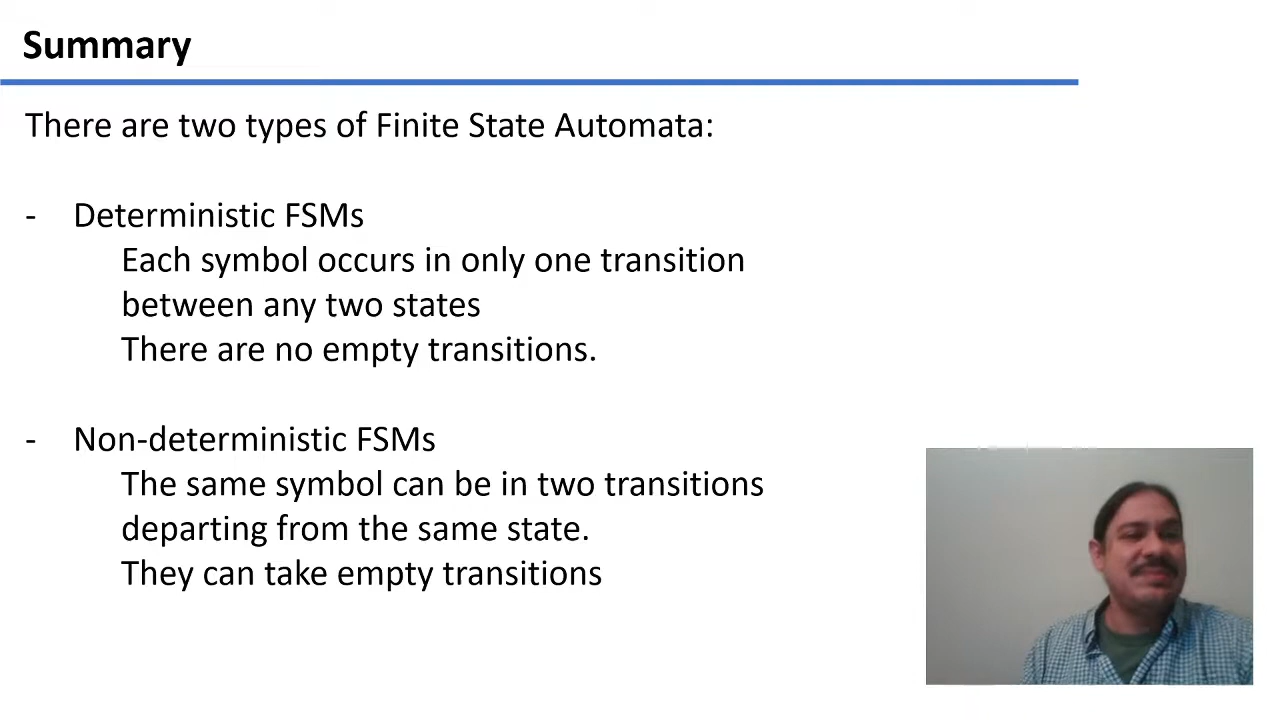 Summary
There are two types of Finite State Automata:
- Deterministic FSMs
Each symbol occurs in only one transition
between any two states
There are no empty transitions.
- Non-deterministic FSMs
The same symbol can be in two transitions
departing from the same state.
They can take empty transitions